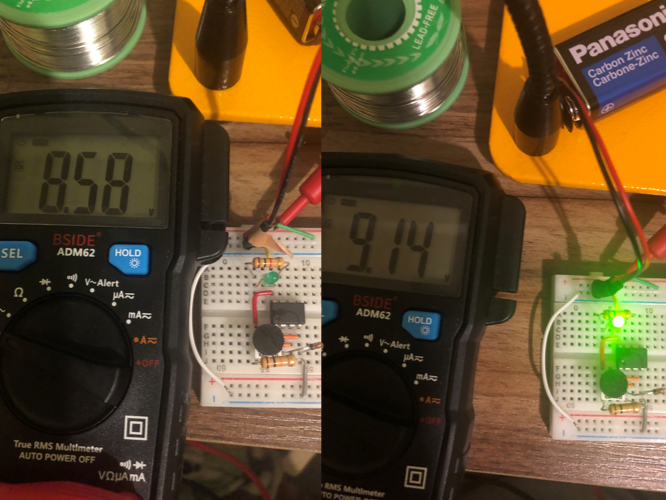 8.58
V
BSIDE
ADM62
SEL
HOLD
V~Alert
Ω
µA
mA
A
OFF
True RMS Multimeter
AUTO POWER OFF
VΩµAmA
LEAD-FREE
Panasonic
Carbon Zinc
Carbone-Zinc
9.14
BSIDE
ADM62
HOLD
V~Alert
µA
mA
A
OFF